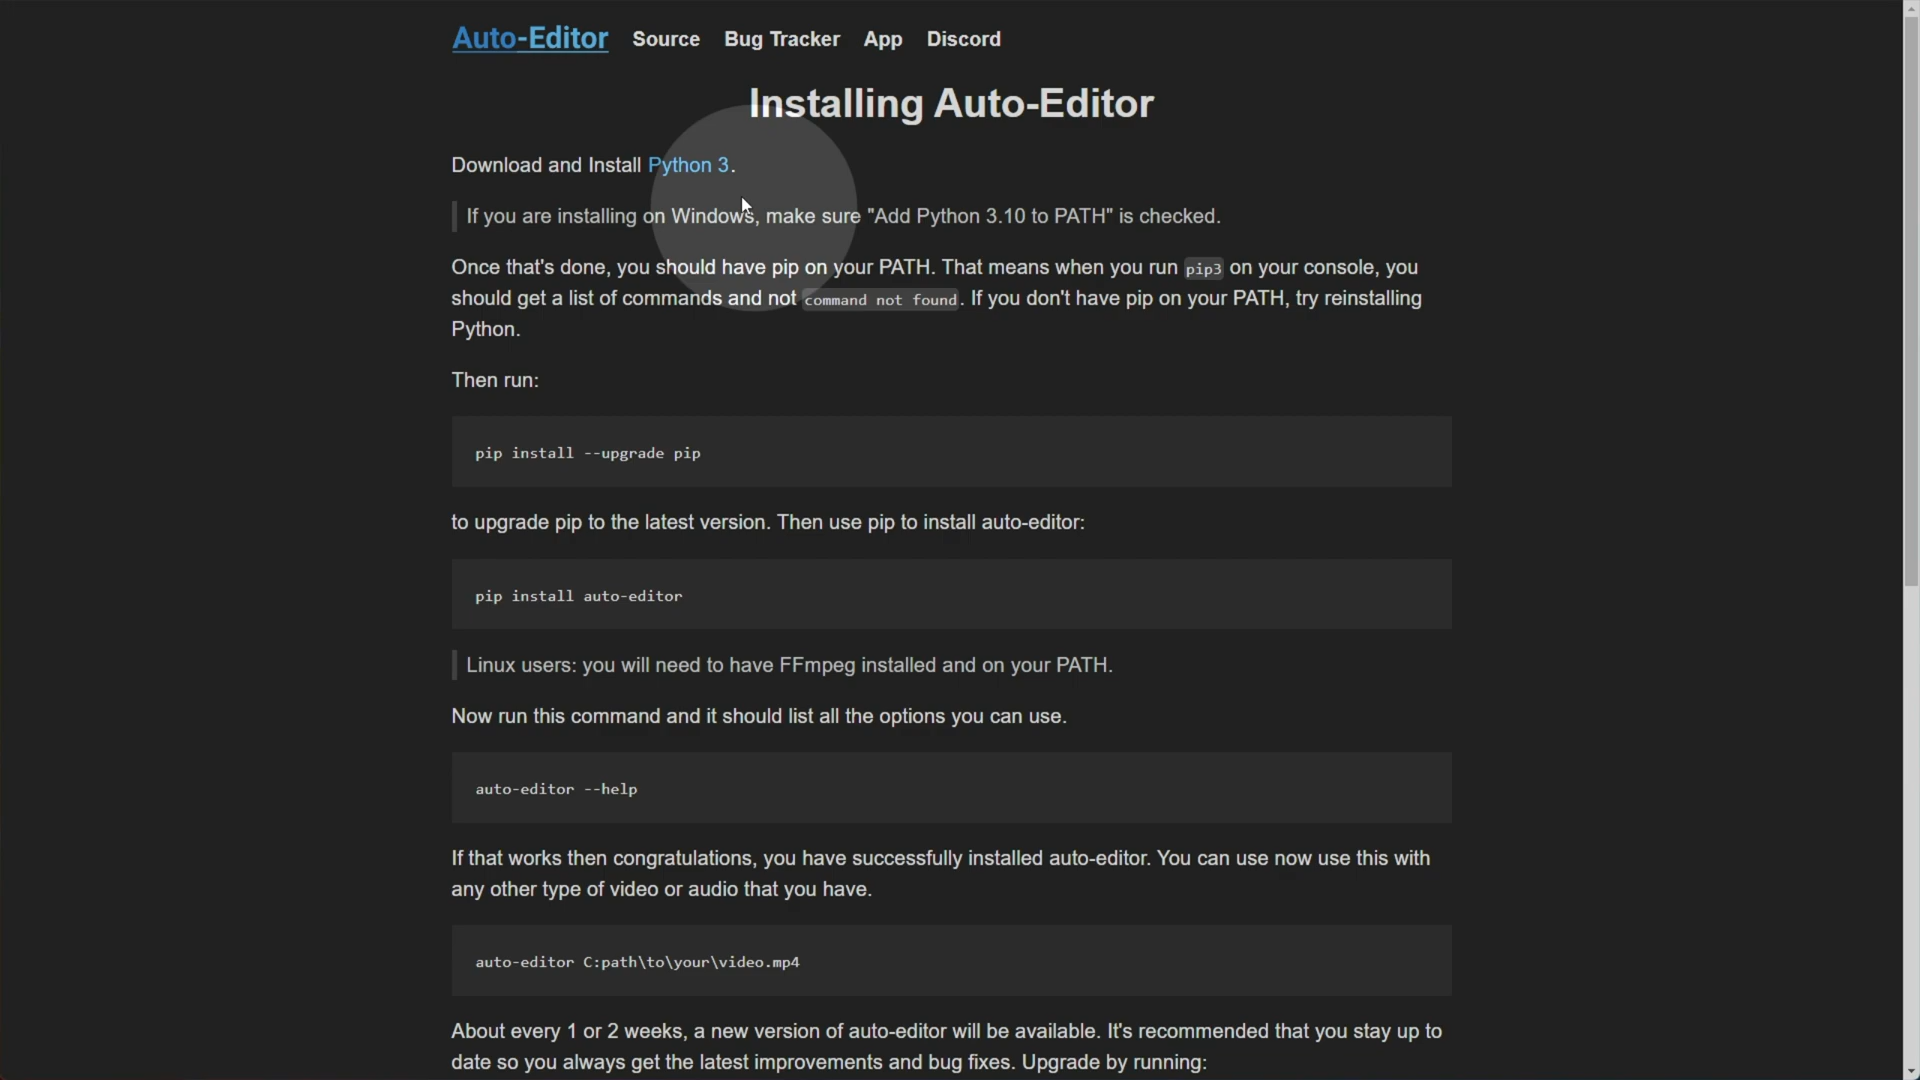 Auto-Editor Source Bug Tracker App Discord
Installing Auto-Editor
Download and Install Python 3.
If you are installing on Windows, make sure "Add Python 3.10 to PATH" is checked.
Once that's done, you should have pip on your PATH. That means when you run pip3 on your console, you
should get a list of commands and not command not found. If you don't have pip on your PATH, try reinstalling
Python.
Then run:
pip install --upgrade pip
to upgrade pip to the latest version. Then use pip to install auto-editor:
pip install auto-editor
Linux users: you will need to have FFmpeg installed and on your PATH.
Now run this command and it should list all the options you can use.
auto-editor --help
If that works then congratulations, you have successfully installed auto-editor. You can use now use this with
any other type of video or audio that you have.
auto-editor C:path\to\your\video.mp4
About every 1 or 2 weeks, a new version of auto-editor will be available. It's recommended that you stay up to
date so you always get the latest improvements and bug fixes. Upgrade by running: